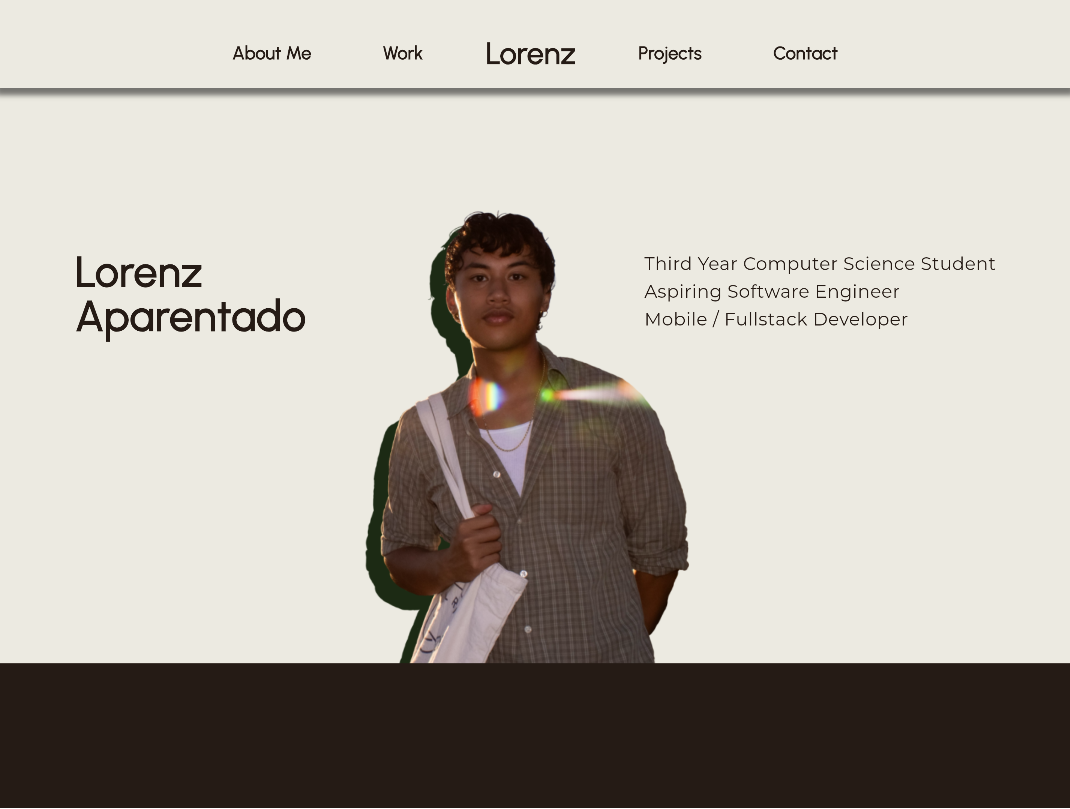 About Me
Work
Lorenz
Projects
Contact
Lorenz
Aparentado
Third Year Computer Science Student
Aspiring Software Engineer
Mobile / Fullstack Developer